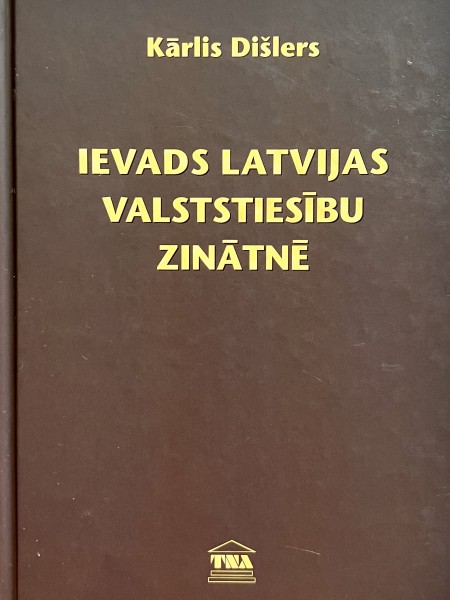 Kārlis Dišlers
IEVADS LATVIJAS
VALSTSTIESĪBU
ZINĀTNĒ
TNA